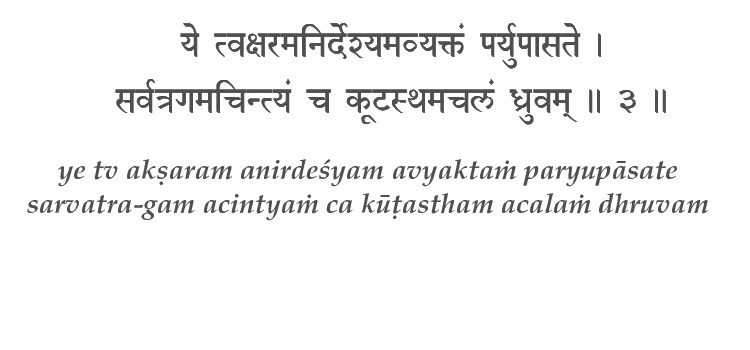 ये त्वक्षरमनिर्देश्यमव्यक्तं पर्युपासते ।
सर्वत्रगमचिन्त्यं च कूटस्थमचलं ध्रुवम् ॥ ३ ॥
ye tv akṣaram anirdeśyam avyaktaṁ paryupāsate
sarvatra-gam acintyaṁ ca kūṭastham acalaṁ dhruvam